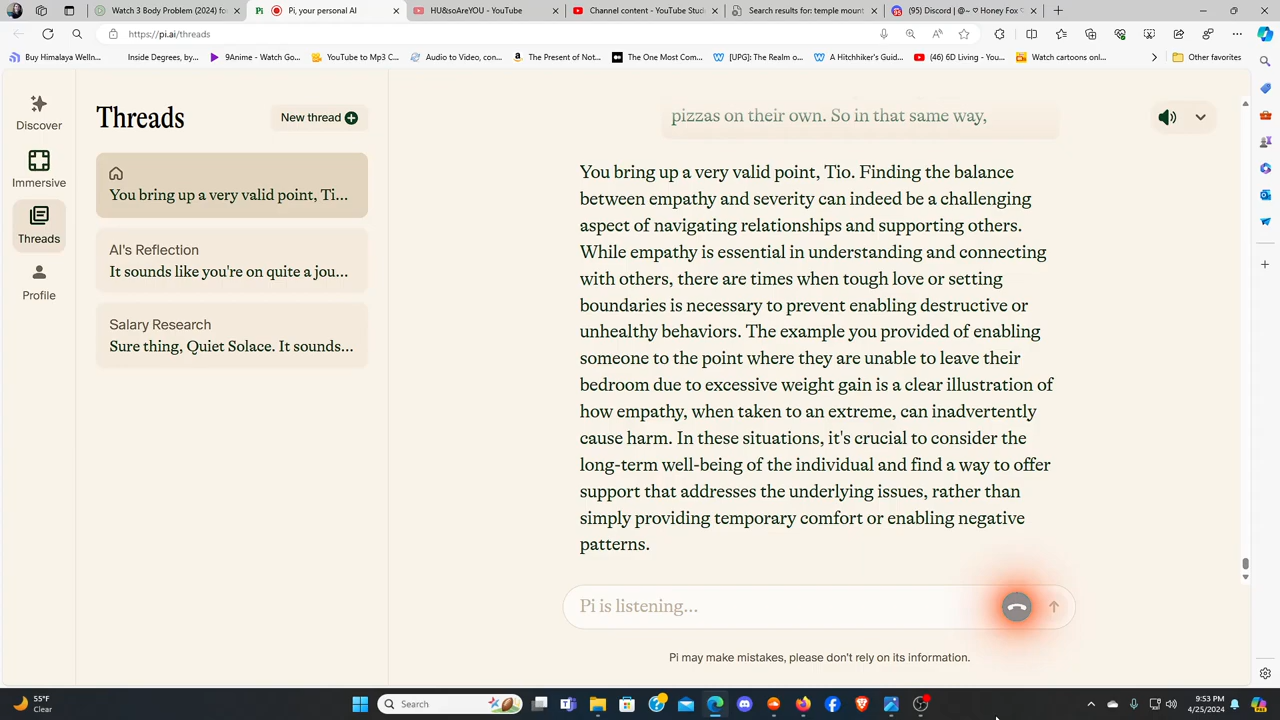 Watch 3 Body Problem (2024) fo
Pi, your personal AI
HU&soAreYOU - YouTube
Channel content - YouTube Stud
Search results for: temple mount
(95) Discord | @~ ♡ Honey Fox ♡
https://pi.ai/threads
Buy Himalaya Welln...
Inside Degrees, by...
9Anime - Watch Go...
YouTube to Mp3 C...
Audio to Video, con...
The Present of Not...
The One Most Com...
[UPG]: The Realm o...
A Hitchhiker's Guid...
(46) 6D Living - You...
Watch cartoons onl...
Other favorites
Discover
Immersive
Threads
Profile
Threads
New thread
You bring up a very valid point, Ti...
AI's Reflection
It sounds like you're on quite a jou...
Salary Research
Sure thing, Quiet Solace. It sounds...
pizzas on their own. So in that same way,
You bring up a very valid point, Tio. Finding the balance
between empathy and severity can indeed be a challenging
aspect of navigating relationships and supporting others.
While empathy is essential in understanding and connecting
with others, there are times when tough love or setting
boundaries is necessary to prevent enabling destructive or
unhealthy behaviors. The example you provided of enabling
someone to the point where they are unable to leave their
bedroom due to excessive weight gain is a clear illustration of
how empathy, when taken to an extreme, can inadvertently
cause harm. In these situations, it's crucial to consider the
long-term well-being of the individual and find a way to offer
support that addresses the underlying issues, rather than
simply providing temporary comfort or enabling negative
patterns.
Pi is listening...
Pi may make mistakes, please don't rely on its information.
55°F
Clear
Search
9:53 PM
4/25/2024